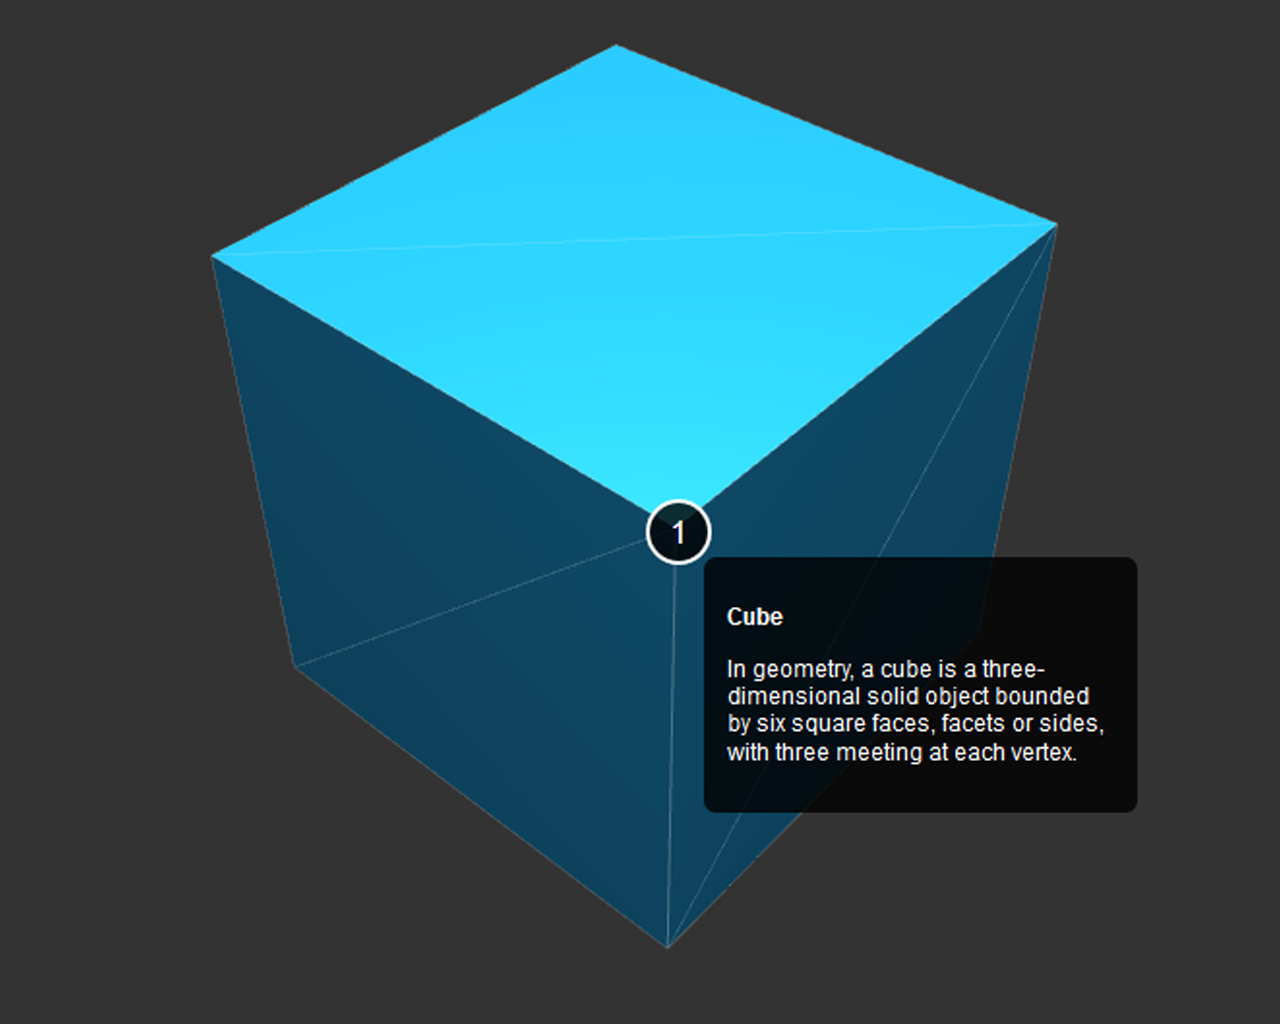 1
Cube
In geometry, a cube is a three-
dimensional solid object bounded
by six square faces, facets or sides,
with three meeting at each vertex.